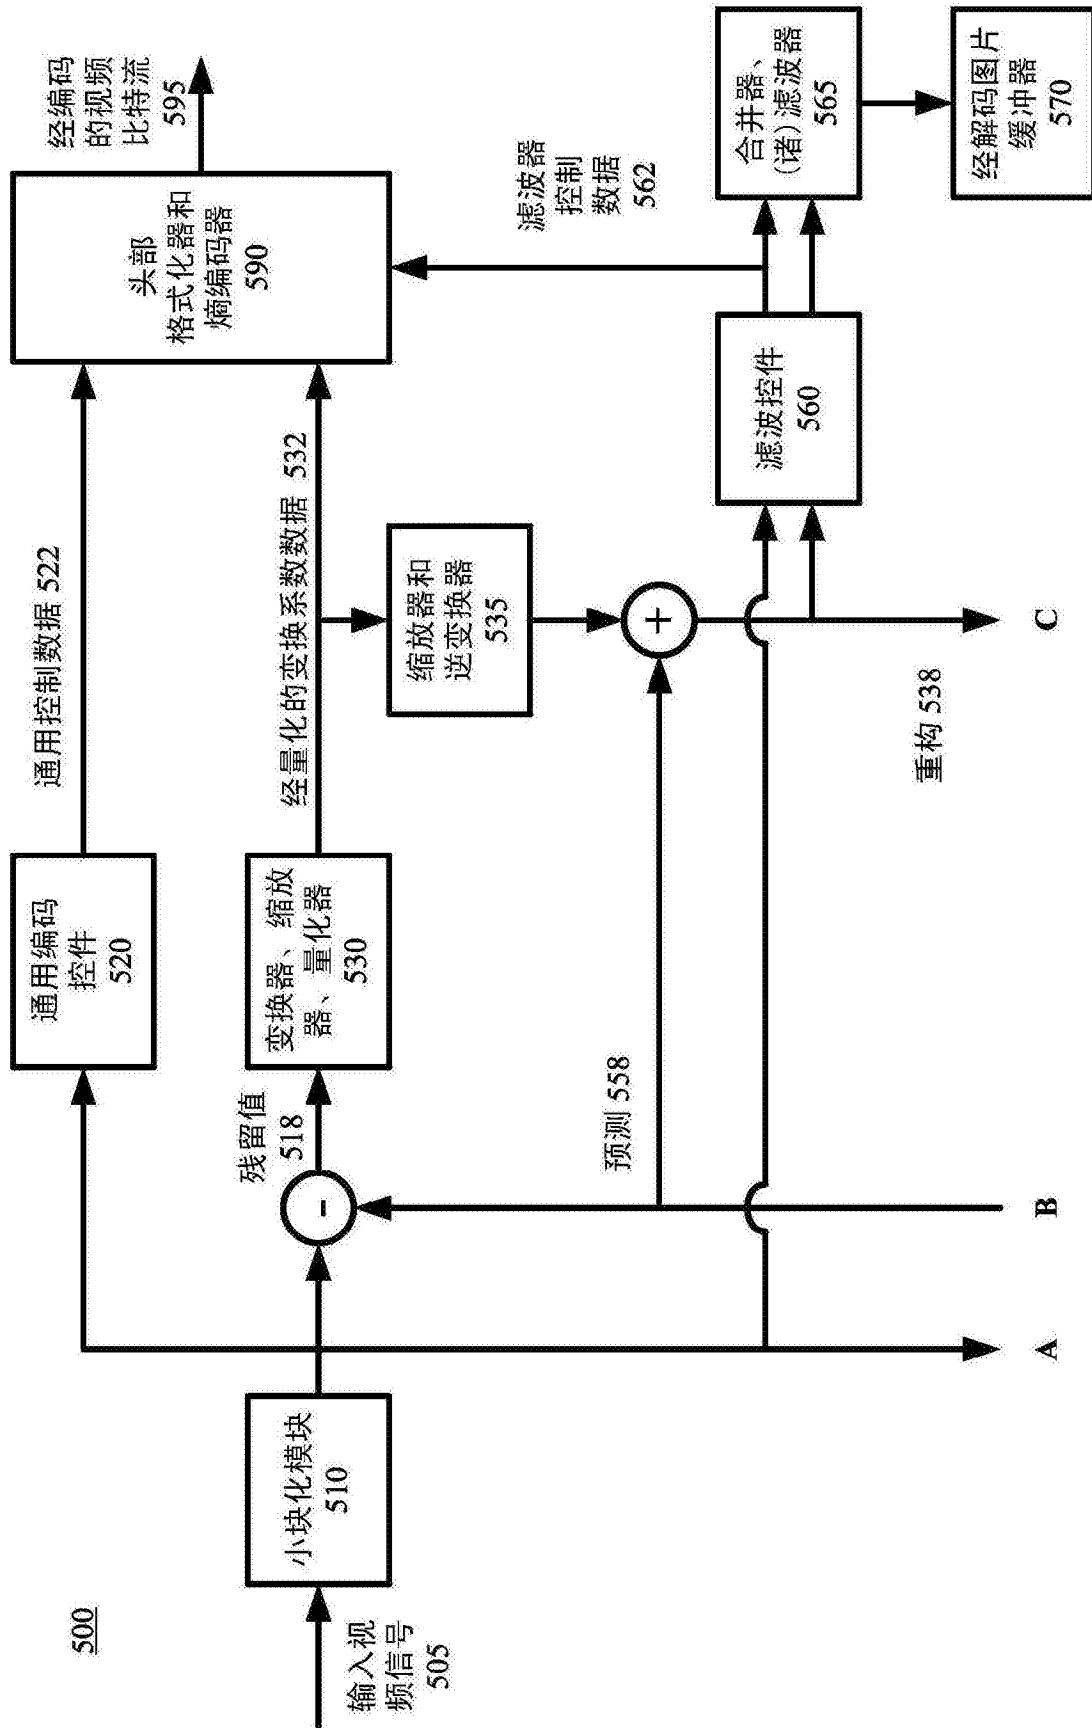 500
输入视
频信号
505
小块化模块
510
残留值
518
-
通用编码
控件
520
变换器、缩放
器、量化器
530
通用控制数据 522
经量化的变换系数数据 532
缩放器和
逆变换器
535
头部
格式化器和
熵编码器
590
经编码
的视频
比特流
595
预测 558
+
滤波器
控制
数据
562
滤波控件
560
合并器、
(诸)滤波器
565
经解码图片
缓冲器
570
重构 538
A
B
C